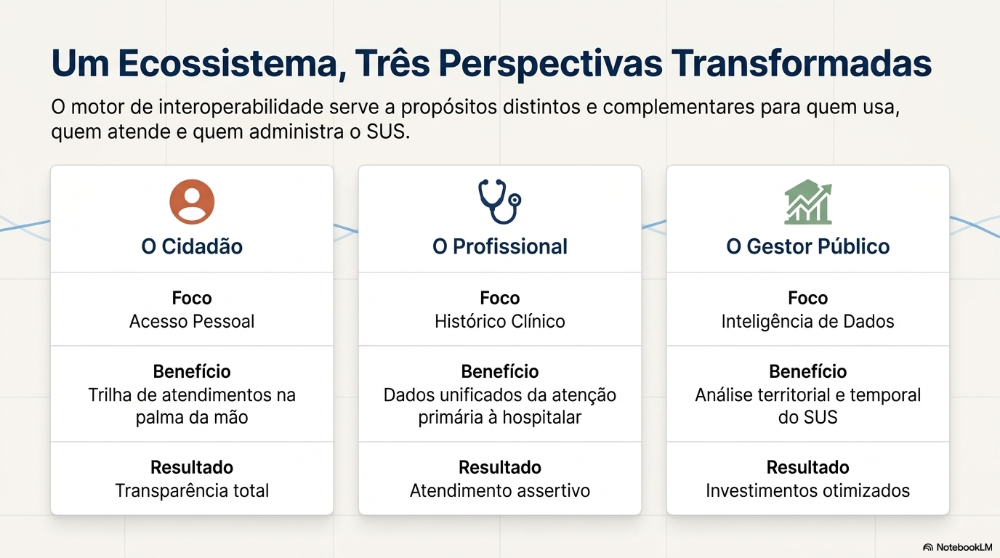 Um Ecossistema, Três Perspectivas Transformadas
O motor de interoperabilidade serve a propósitos distintos e complementares para quem usa,
quem atende e quem administra o SUS.
O Cidadão
Foco
Acesso Pessoal
Benefício
Trilha de atendimentos na
palma da mão
Resultado
Transparência total
O Profissional
Foco
Histórico Clínico
Benefício
Dados unificados da atenção
primária à hospitalar
Resultado
Atendimento assertivo
O Gestor Público
Foco
Inteligência de Dados
Benefício
Análise territorial e temporal
do SUS
Resultado
Investimentos otimizados
NotebookLM